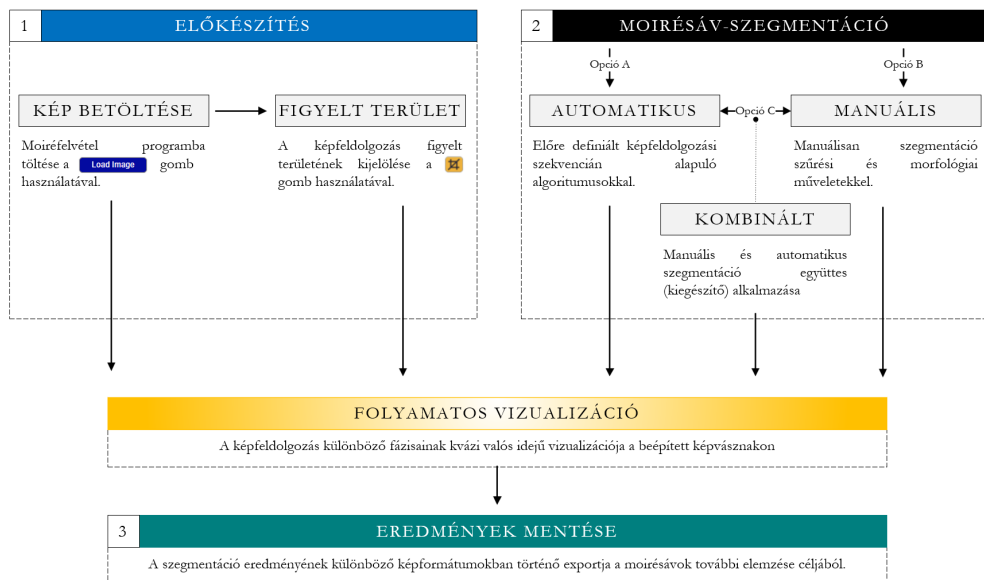 1
ELŐKÉSZÍTÉS
KÉP BETÖLTÉSE
Moiréfelvétel programba
töltése a Load Image gomb
használatával.
FIGYELT TERÜLET
A képfeldolgozás figyelt
területének kijelölése a
gomb használatával.
2
MOIRÉSÁV-SZEGMENTÁCIÓ
Opció A
Opció B
AUTOMATIKUS
Opció C
MANUÁLIS
Előre definiált képfeldolgozási
szekvencián alapuló
algoritumusokkal.
Manuálisan szegmentáció
szűrési és morfológiai
műveletekkel.
KOMBINÁLT
Manuális és automatikus
szegmentáció együttes
(kiegészítő) alkalmazása
FOLYAMATOS VIZUALIZÁCIÓ
A képfeldolgozás különböző fázisainak kvázi valós idejű vizualizációja a beépített képvásznakon
3
EREDMÉNYEK MENTÉSE
A szegmentáció eredményének különböző képformátumokban történő exportja a moirésávok további elemzése céljából.